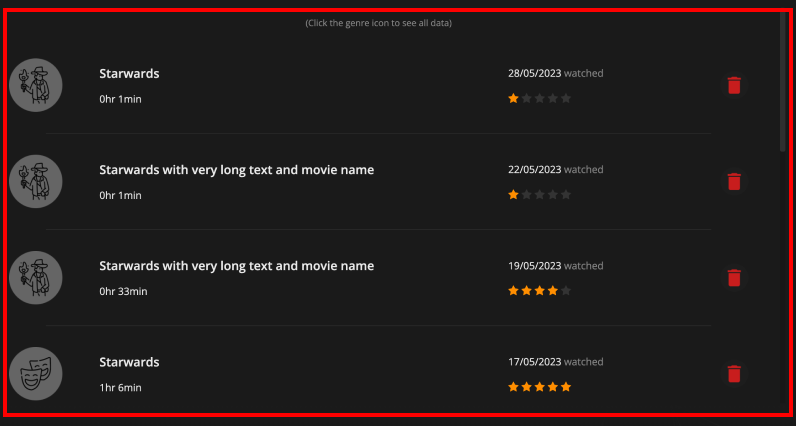 (Click the genre icon to see all data)
Starwards
28/05/2023 watched
0hr 1min
Starwards with very long text and movie name
22/05/2023 watched
0hr 1min
Starwards with very long text and movie name
19/05/2023 watched
0hr 33min
Starwards
17/05/2023 watched
1hr 6min